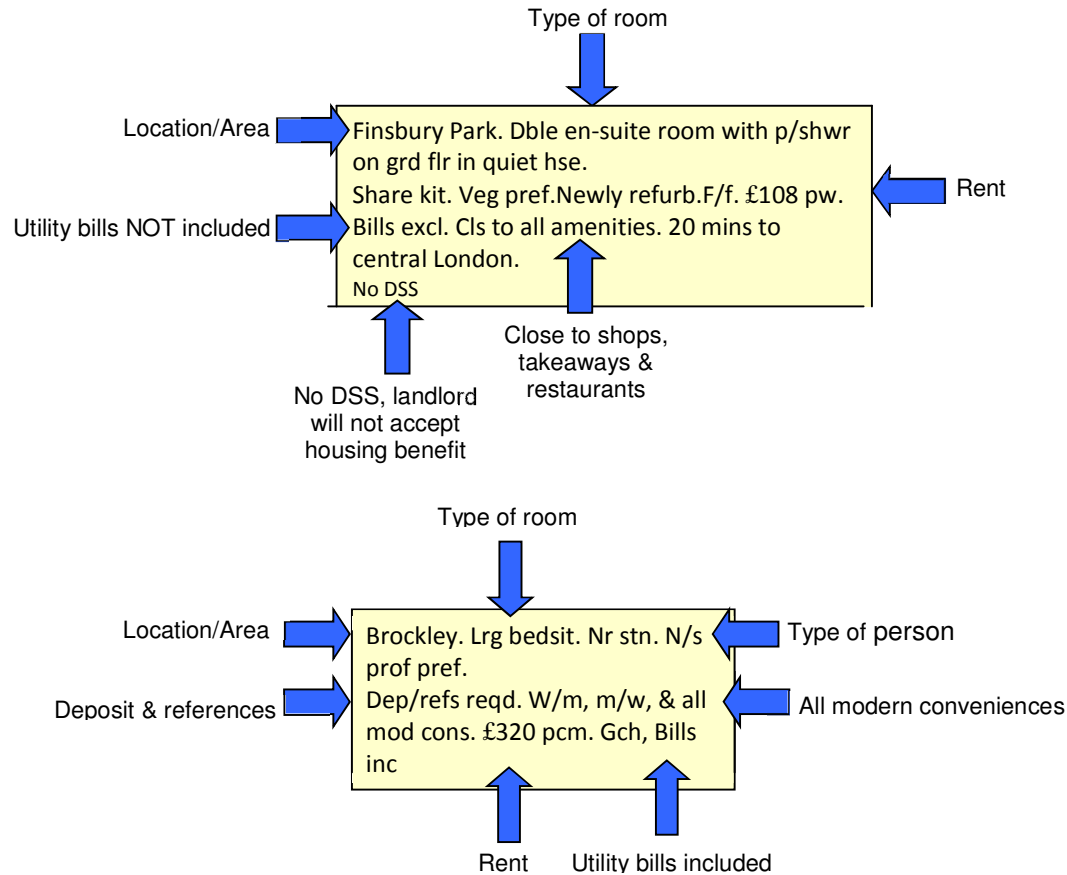 Type of room
Location/Area
Finsbury Park. Dble en-suite room with p/shwr
on grd flr in quiet hse.
Share kit. Veg pref.Newly refurb.F/f. £108 pw.
Rent
Utility bills NOT included
Bills excl. Cls to all amenities. 20 mins to
central London.
No DSS
Close to shops,
takeaways &
restaurants
No DSS, landlord
will not accept
housing benefit
Type of room
Location/Area
Brockley. Lrg bedsit. Nr stn. N/s
prof pref.
Type of person
Deposit & references
Dep/refs reqd. W/m, m/w, & all
mod cons. £320 pcm. Gch, Bills
inc
All modern conveniences
Rent
Utility bills included